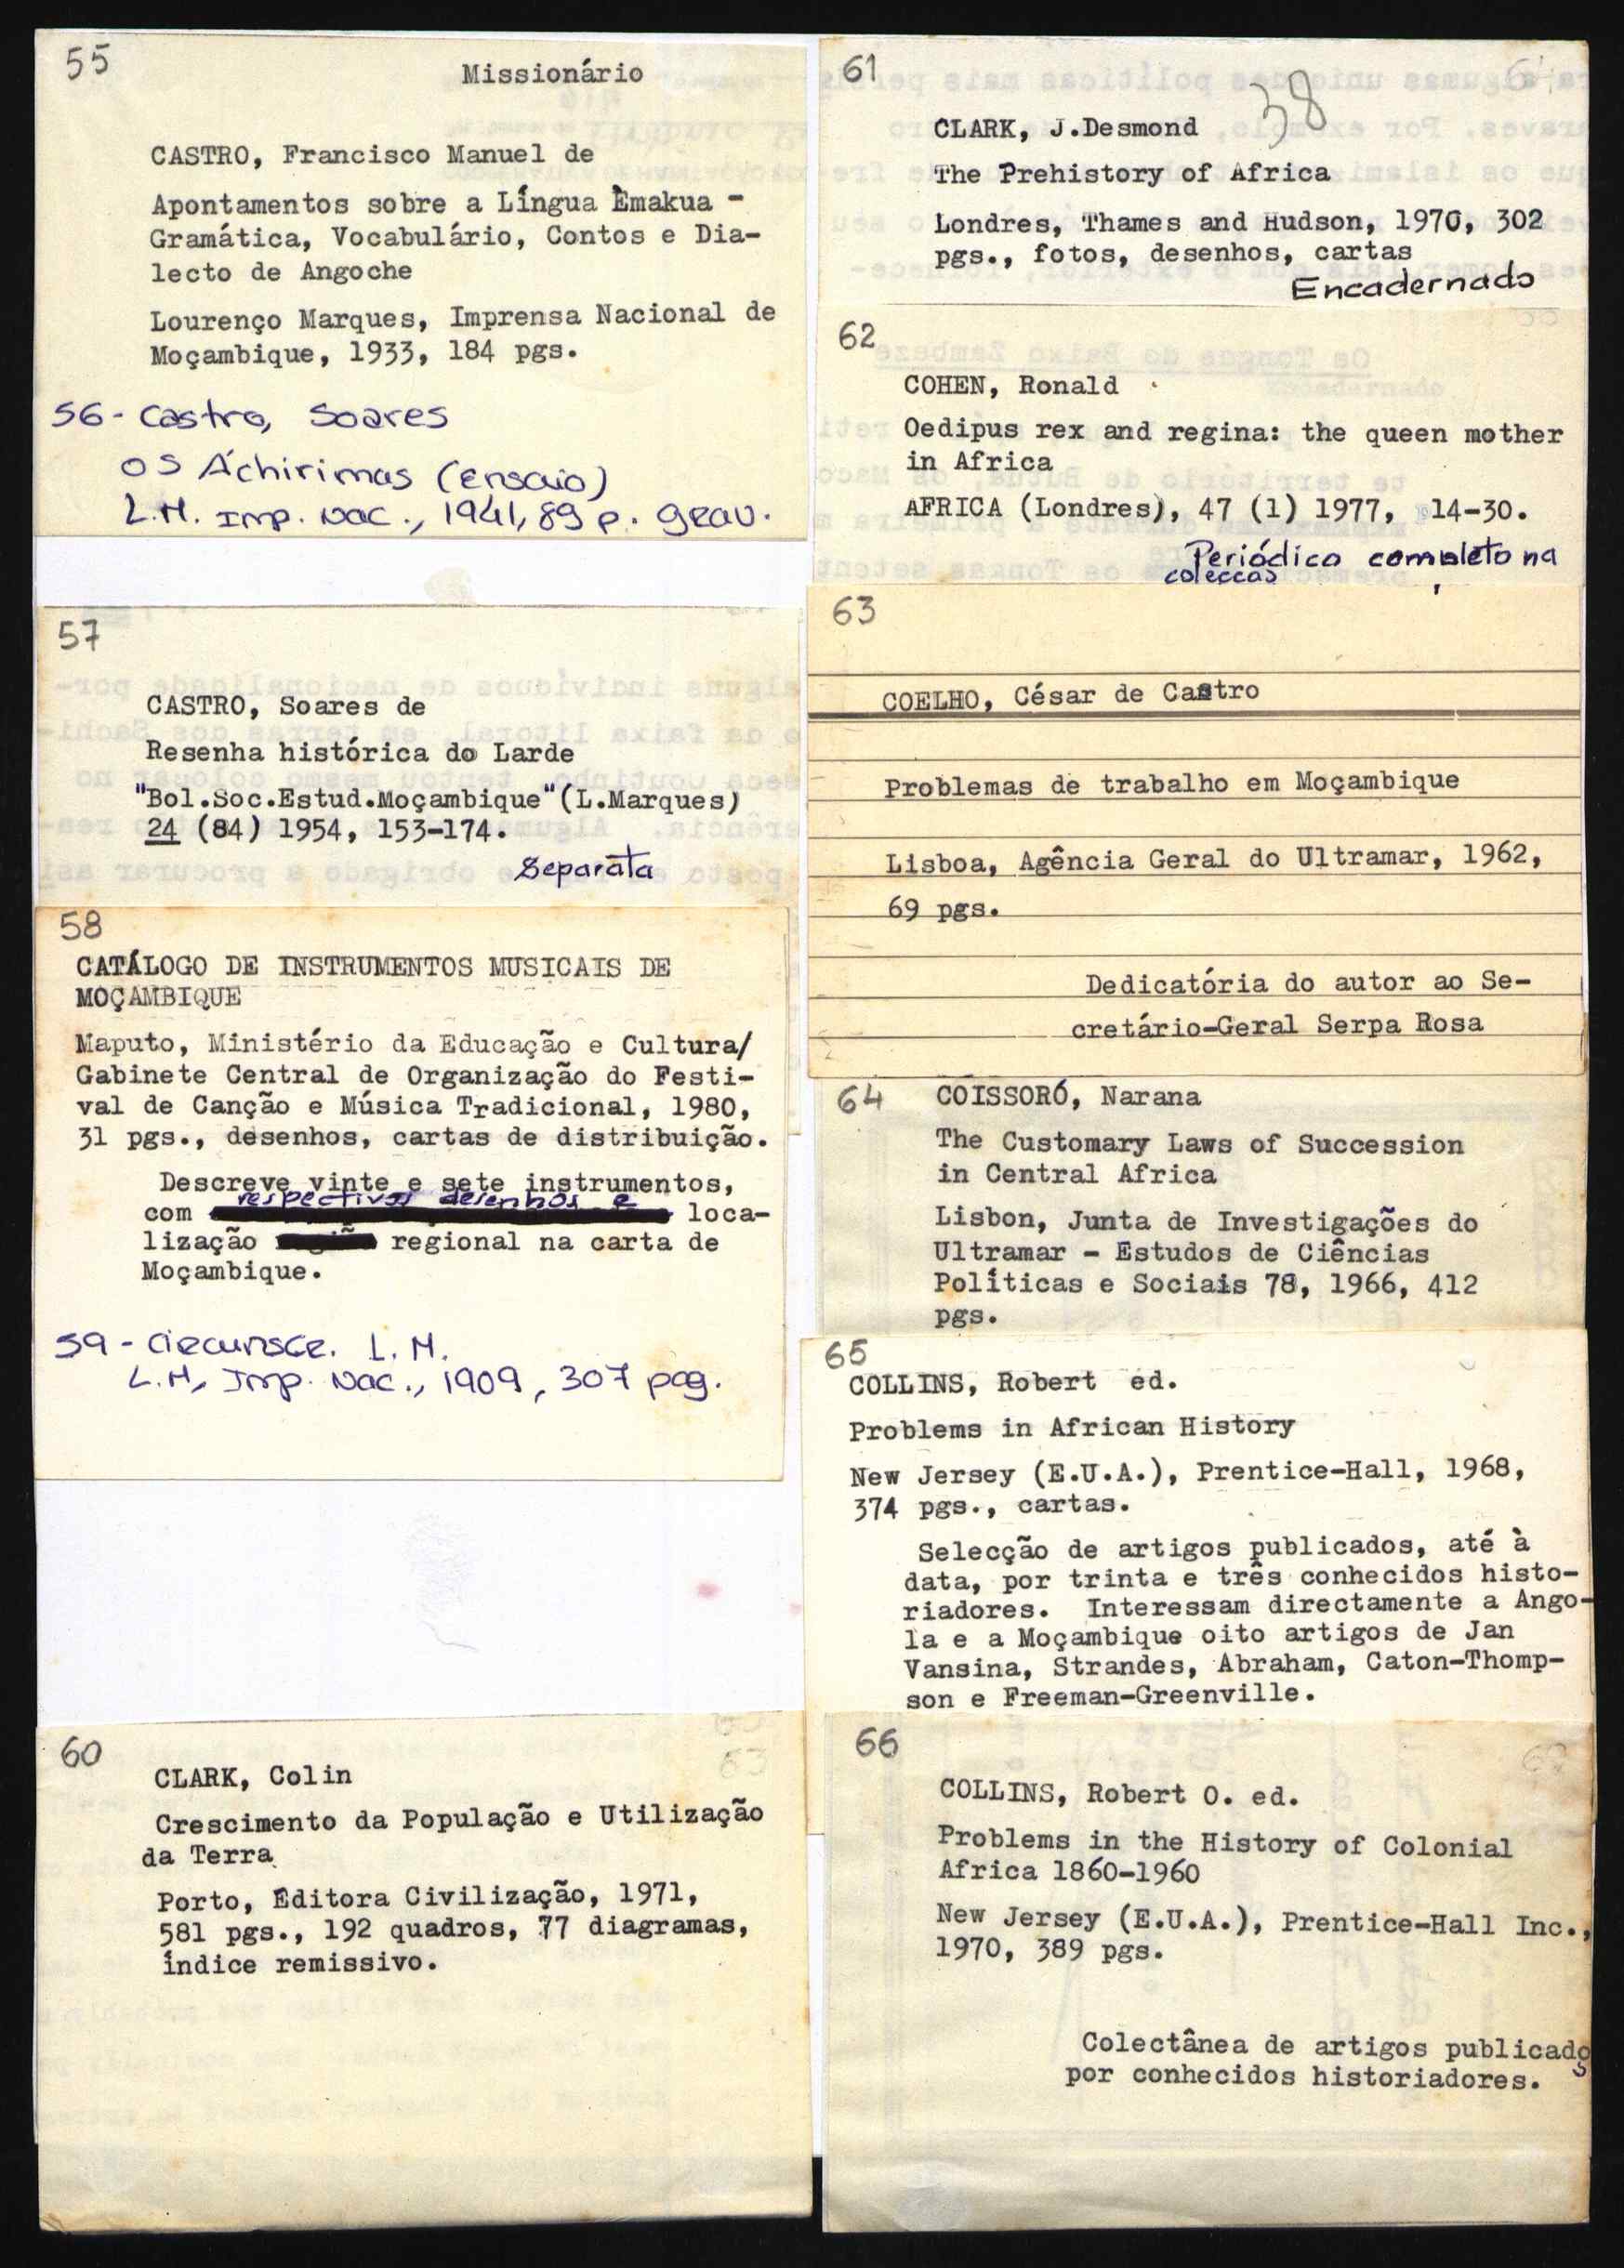 55
Missionário
CASTRO, Francisco Manuel de
Apontamentos sobre a Língua Èmakua -
Gramática, Vocabulário, Contos e Dia-
lecto de Angoche
Lourenço Marques, Imprensa Nacional de
Moçambique, 1933, 184 pgs.
56 - Castro, Soares
OS Áchirimas (ensaio)
L.M. Imp. Nac., 1941, 89 p. grav.
57
CASTRO, Soares de
Resenha histórica do Larde
"Bol.Soc.Estud.Moçambique" (L.Marques)
24 (84) 1954, 153-174.
Separata
58
CATÁLOGO DE INSTRUMENTOS MUSICAIS DE
MOÇAMBIQUE
Maputo, Ministério da Educação e Cultura/
Gabinete Central de Organização do Festi-
val de Canção e Música Tradicional, 1980,
31 pgs., desenhos, cartas de distribuição.
Descreve vinte e sete instrumentos,
respectivos desenhos e
com loca-
lização regional na carta de
Moçambique.
59 - Circunscr. L.M.
L.M, Imp. Nac., 1909, 307 pag.
60
CLARK, Colin
Crescimento da População e Utilização
da Terra
Porto, Editora Civilização, 1971,
581 pgs., 192 quadros, 77 diagramas,
índice remissivo.
61
38
CLARK, J.Desmond
The Prehistory of Africa
Londres, Thames and Hudson, 1970, 302
pgs., fotos, desenhos, cartas
Encadernado
62
COHEN, Ronald
Oedipus rex and regina: the queen mother
in Africa
AFRICA (Londres), 47 (1) 1977, 14-30.
Periódico completo na
colecção
63
COELHO, César de Castro
Problemas de trabalho em Moçambique
Lisboa, Agência Geral do Ultramar, 1962,
69 pgs.
Dedicatória do autor ao Se-
cretário-Geral Serpa Rosa
64
COISSORÓ, Narana
The Customary Laws of Succession
in Central Africa
Lisbon, Junta de Investigações do
Ultramar - Estudos de Ciências
Políticas e Sociais 78, 1966, 412
pgs.
65
COLLINS, Robert ed.
Problems in African History
New Jersey (E.U.A.), Prentice-Hall, 1968,
374 pgs., cartas.
Selecção de artigos publicados, até à
data, por trinta e três conhecidos histo-
riadores. Interessam directamente a Ango-
la e a Moçambique oito artigos de Jan
Vansina, Strandes, Abraham, Caton-Thomp-
son e Freeman-Greenville.
66
COLLINS, Robert O. ed.
Problems in the History of Colonial
Africa 1860-1960
New Jersey (E.U.A.), Prentice-Hall Inc.,
1970, 389 pgs.
Colectânea de artigos publicados
por conhecidos historiadores.